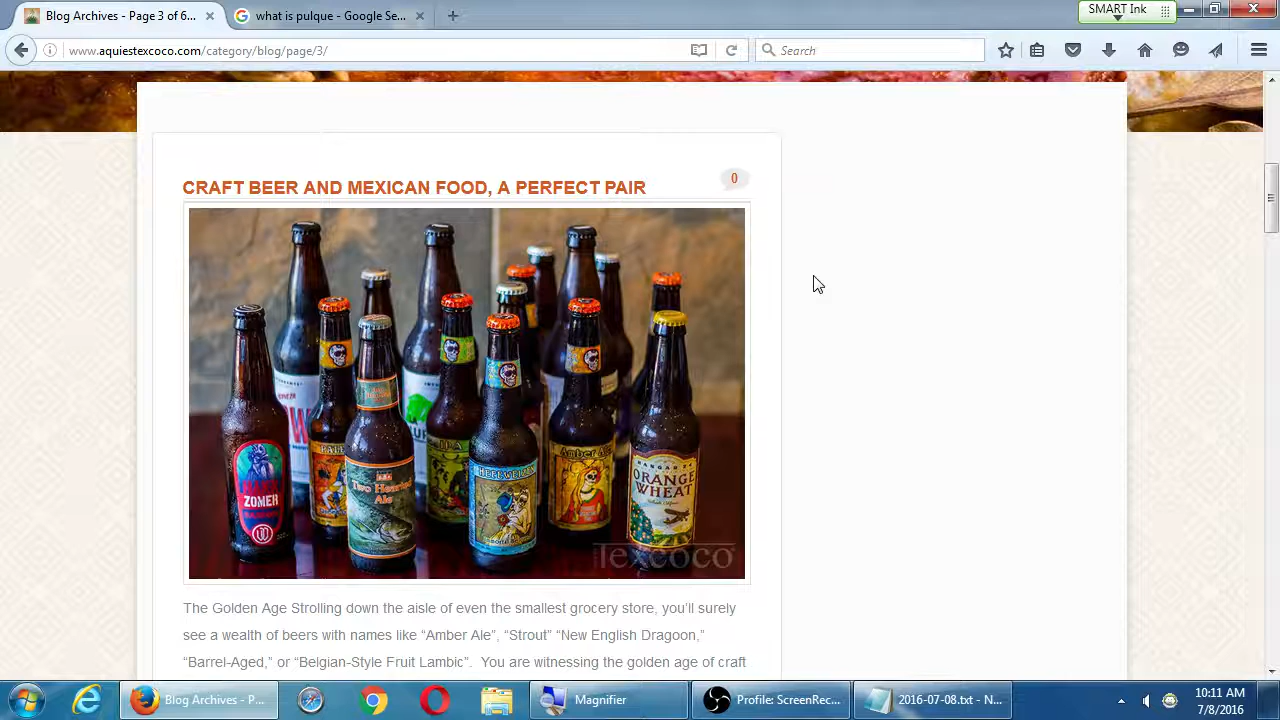 Blog Archives - Page 3 of 6... ×
what is pulque - Google Se... ×
SMART Ink
www.aquiestexcoco.com/category/blog/page/3/
Search
CRAFT BEER AND MEXICAN FOOD, A PERFECT PAIR
0
ZOMER
Two Hearted
Ale
HEFEWEIZEN
Amber Ale
IPA
HANGAR 24
ORANGE
WHEAT
Texcoco
The Golden Age Strolling down the aisle of even the smallest grocery store, you'll surely
see a wealth of beers with names like “Amber Ale”, “Strout” “New English Dragoon,”
“Barrel-Aged,” or “Belgian-Style Fruit Lambic”.  You are witnessing the golden age of craft
Blog Archives - P...
Magnifier
Profile: ScreenRec...
2016-07-08.txt - N...
10:11 AM
7/8/2016